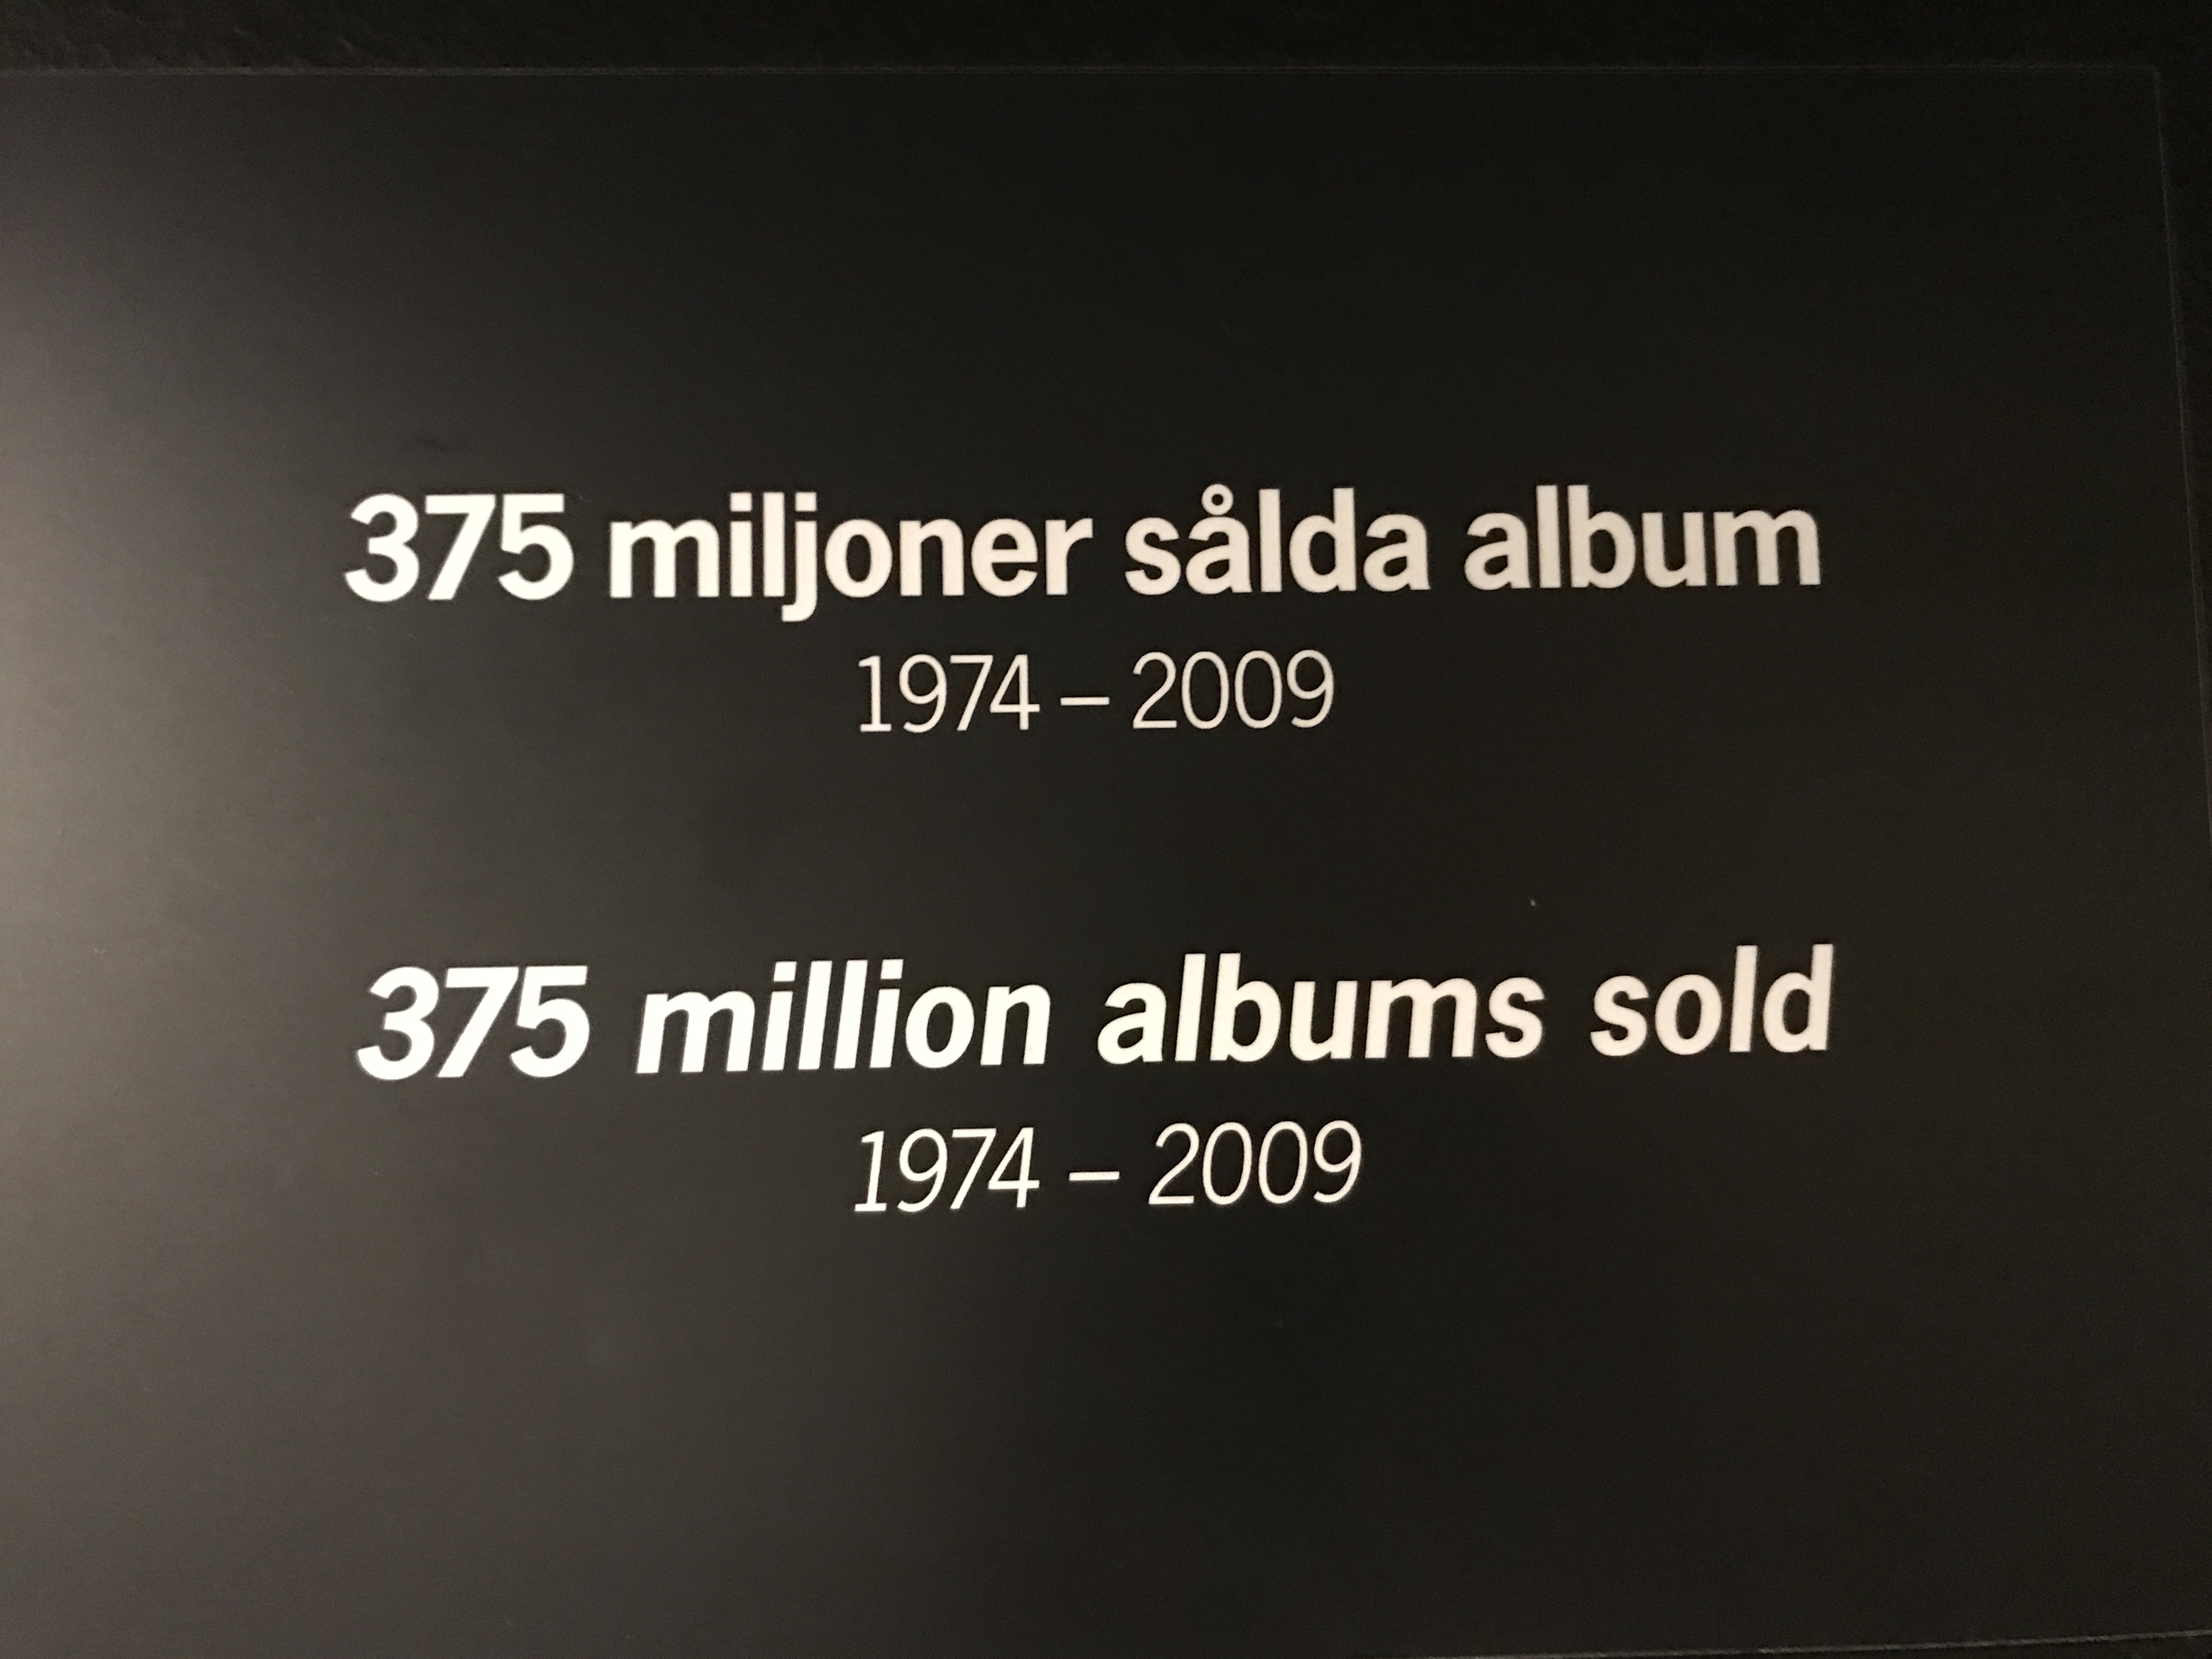 375 miljoner sålda album
1974 – 2009
375 million albums sold
1974 – 2009